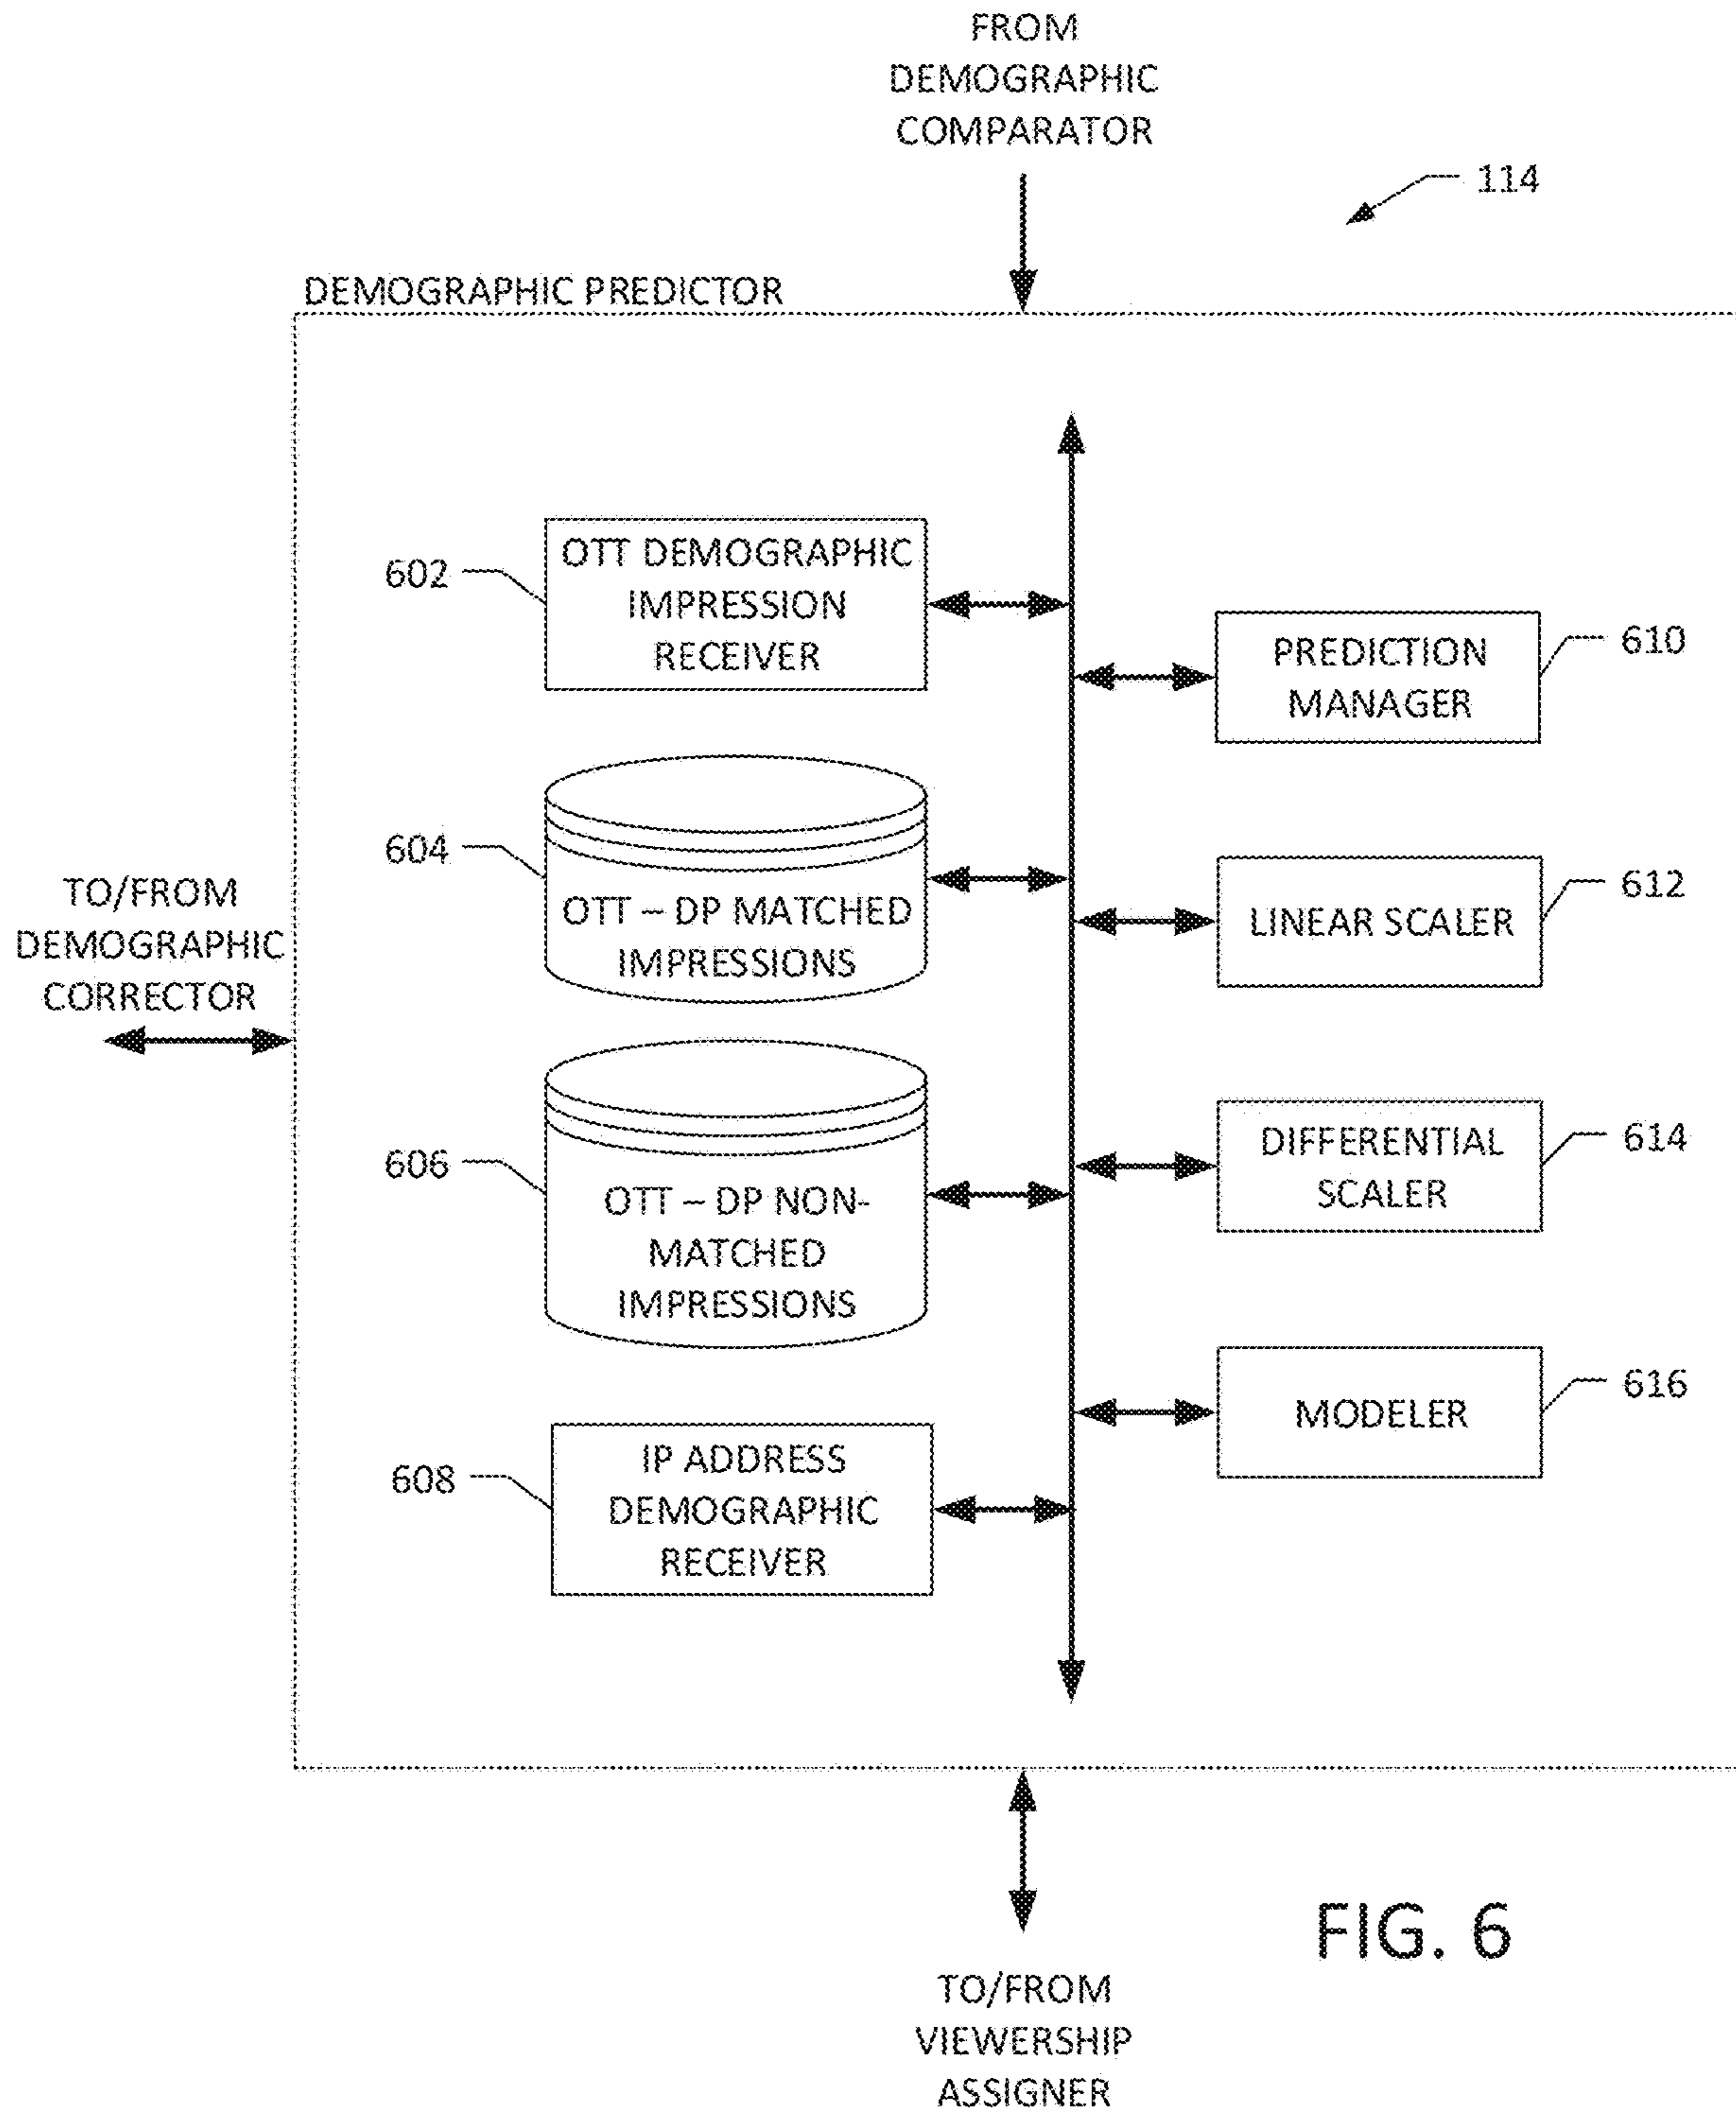 FROM
DEMOGRAPHIC
COMPARATOR
114
DEMOGRAPHIC PREDICTOR
602
OTT DEMOGRAPHIC
IMPRESSION
RECEIVER
610
PREDICTION
MANAGER
604
OTT – DP MATCHED
IMPRESSIONS
612
LINEAR SCALER
TO/FROM
DEMOGRAPHIC
CORRECTOR
606
OTT – DP NON-
MATCHED
IMPRESSIONS
614
DIFFERENTIAL
SCALER
608
IP ADDRESS
DEMOGRAPHIC
RECEIVER
616
MODELER
FIG. 6
TO/FROM
VIEWERSHIP
ASSIGNER